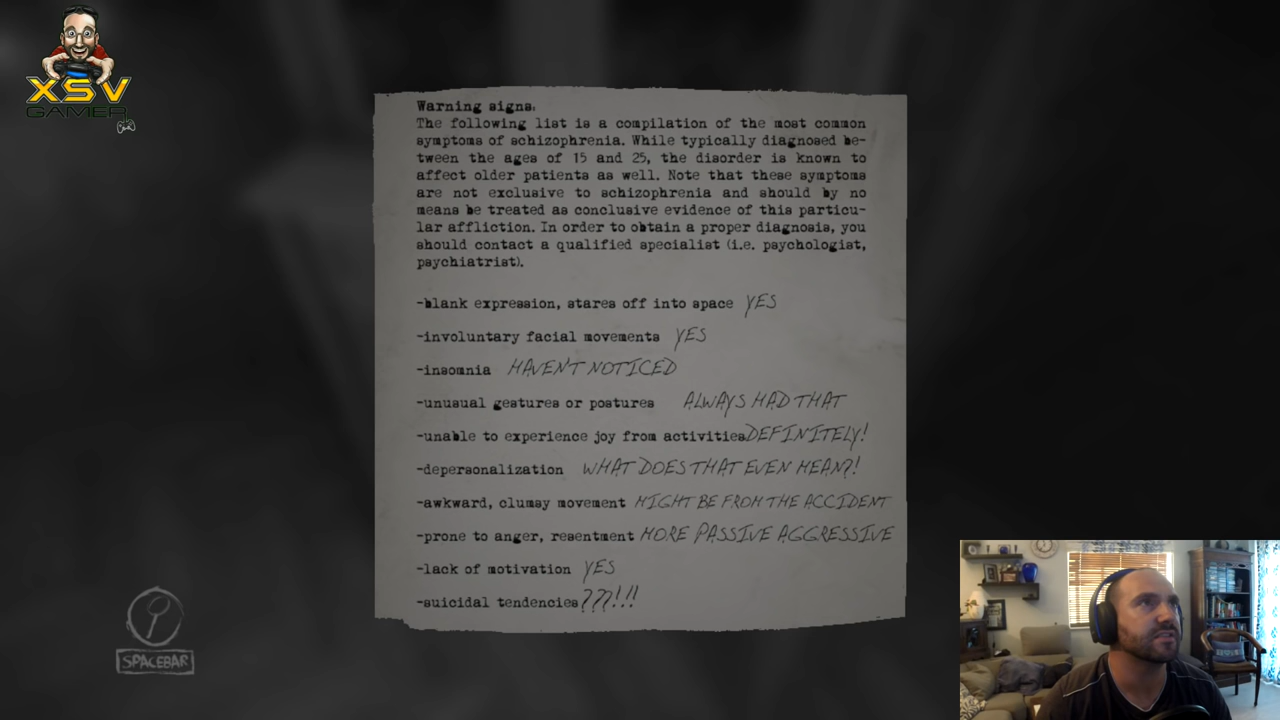 XSV
GAMER
Warning signs.
The following list is a compilation of the most common
symptoms of schizophrenia. While typically diagnosed be-
tween the ages of 15 and 25, the disorder is known to
affect older patients as well. Note that these symptoms
are not exclusive to schizophrenia and should by no
means be treated as conclusive evidence of this particu-
lar affliction. In order to obtain a proper diagnosis, you
should contact a qualified specialist (i.e. psychologist,
psychiatrist).
-blank expression, stares off into space YES
-involuntary facial movements YES
-insomnia HAVEN'T NOTICED
-unusual gestures or postures ALWAYS HAD THAT
-unable to experience joy from activities DEFINITELY!
-depersonalization WHAT DOES THAT EVEN MEAN?!
-awkward, clumsy movement MIGHT BE FROM THE ACCIDENT
-prone to anger, resentment MORE PASSIVE AGGRESSIVE
-lack of motivation YES
-suicidal tendencies ???!!!
SPACEBAR